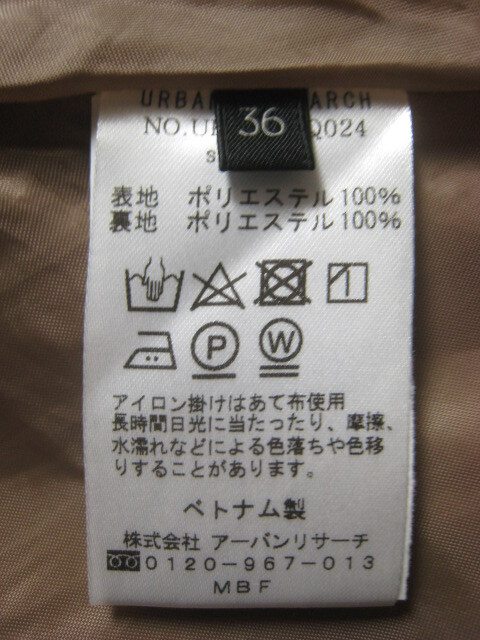 URBA ARCH
36
NO.U Q024
表地 ポリエステル100%
裏地 ポリエステル100%
P W
アイロン掛けはあて布使用
長時間日光に当たったり、摩擦、
水濡れなどによる色落ちや色移
りすることがあります。
ベトナム製
株式会社 アーバンリサーチ
0120-967-013
MBF